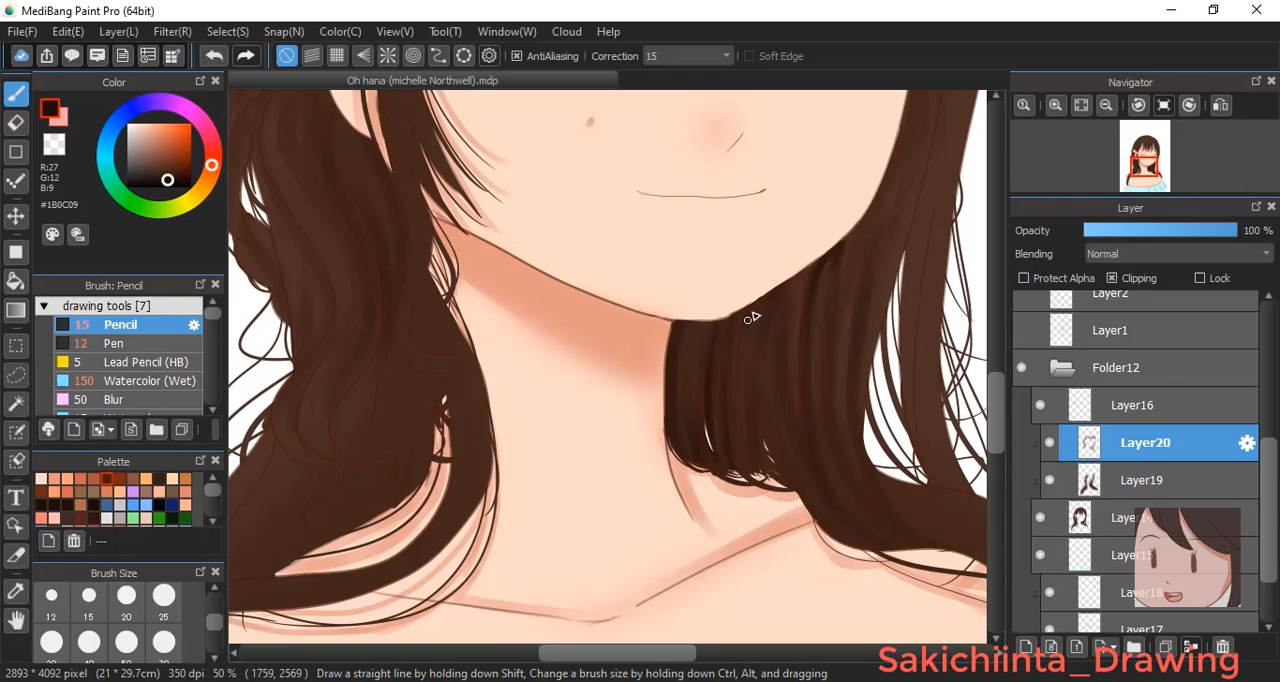 MediBang Paint Pro (64bit)
File(F) Edit(E) Layer(L) Filter(R) Select(S) Snap(N) Color(C) View(V) Tool(T) Window(W) Cloud Help
AntiAliasing Correction 15 Soft Edge
Color
Oh hana (michelle Northwell).mdp
Navigator
R:27
G:12
B:9
#1B0C09
Layer
Opacity 100 %
Blending Normal
Protect Alpha Clipping Lock
Brush: Pencil
drawing tools [7]
15 Pencil
12 Pen
5 Lead Pencil (HB)
150 Watercolor (Wet)
50 Blur
Layer2
Layer1
Folder12
Layer16
Layer20
Layer19
Palette
---
Brush Size
12 15 20 25
Layer18
Layer17
2893 * 4092 pixel (21 * 29.7cm) 350 dpi 50 % ( 1759, 2569 ) Draw a straight line by holding down Shift, Change a brush size by holding down Ctrl, Alt, and dragging
Sakichiinta_Drawing